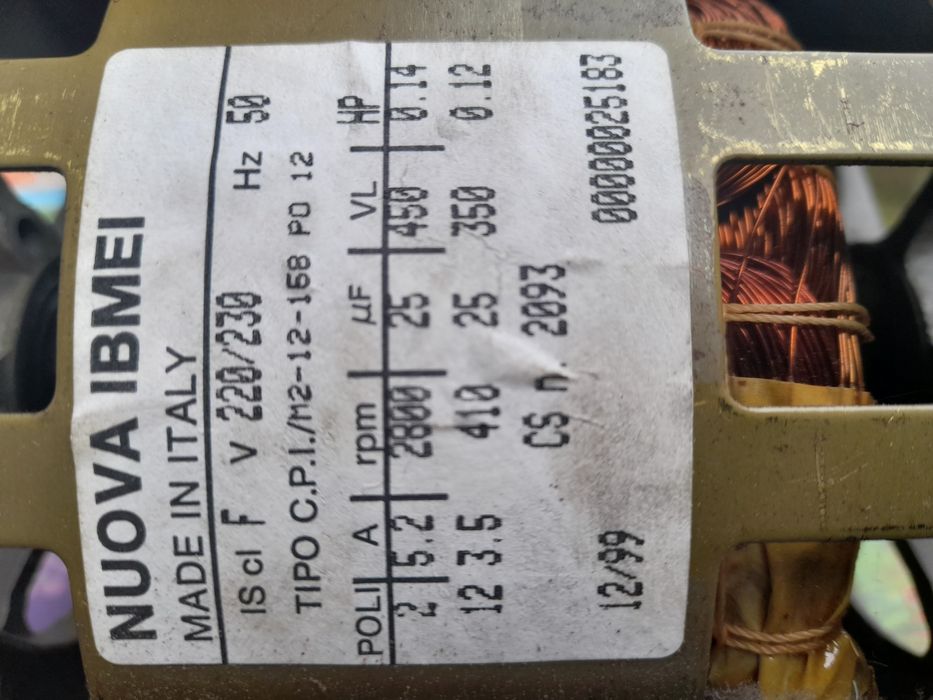 NUOVA IBMEI
MADE IN ITALY
IS cl F V 220/230 Hz 50
TIPO C.P.I./M2-12-158 PO 12
POLI A rpm µF VL HP
2 5.2 2800 25 450 0.14
12 3.5 410 25 350 0.12
CS n. 2093
12/99 00000025183